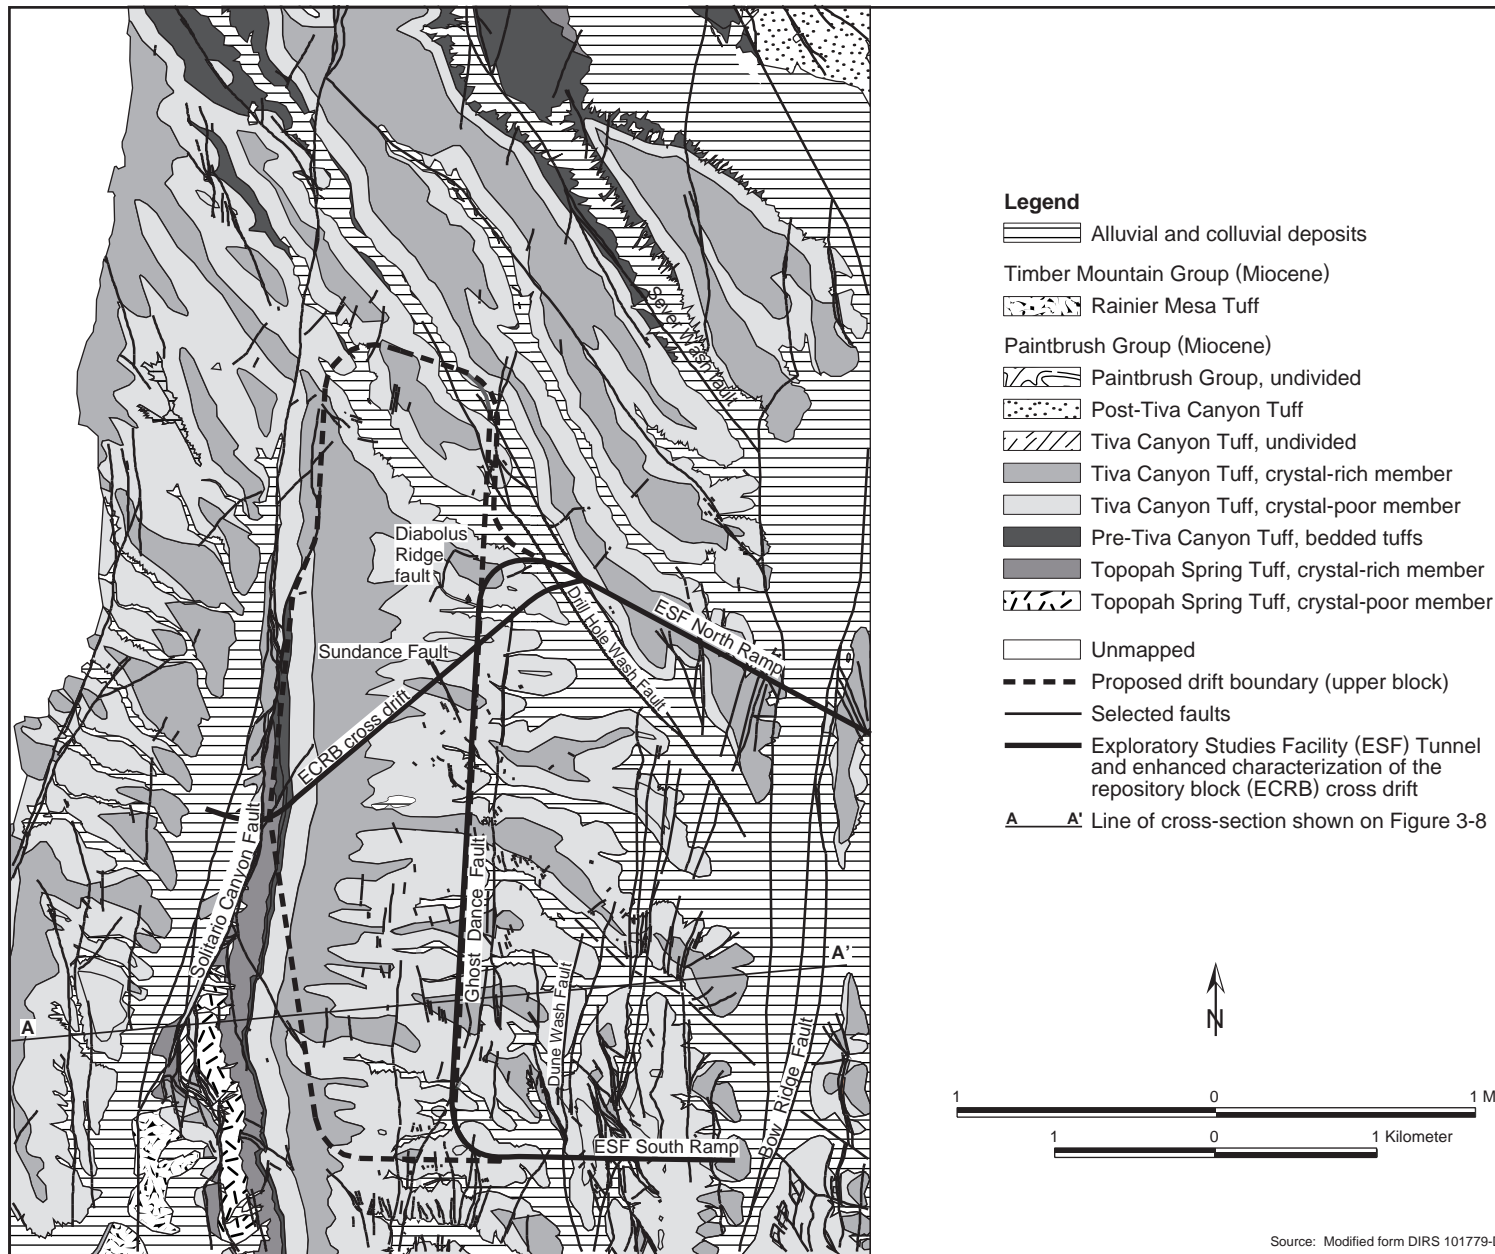 Legend
Alluvial and colluvial deposits
Timber Mountain Group (Miocene)
Rainier Mesa Tuff
Paintbrush Group (Miocene)
Paintbrush Group, undivided
Post-Tiva Canyon Tuff
Tiva Canyon Tuff, undivided
Tiva Canyon Tuff, crystal-rich member
Tiva Canyon Tuff, crystal-poor member
Pre-Tiva Canyon Tuff, bedded tuffs
Topopah Spring Tuff, crystal-rich member
Topopah Spring Tuff, crystal-poor member
Unmapped
Proposed drift boundary (upper block)
Selected faults
Exploratory Studies Facility (ESF) Tunnel
and enhanced characterization of the
repository block (ECRB) cross drift
A A' Line of cross-section shown on Figure 3-8
Sever Wash fault
Diabolus
Ridge
fault
Drill Hole Wash Fault
ESF North Ramp
Sundance Fault
ECRB cross drift
Solitario Canyon Fault
Ghost Dance Fault
Dune Wash Fault
Bow Ridge Fault
A
A'
ESF South Ramp
N
1 0 1 M
1 0 1 Kilometer
Source: Modified form DIRS 101779-